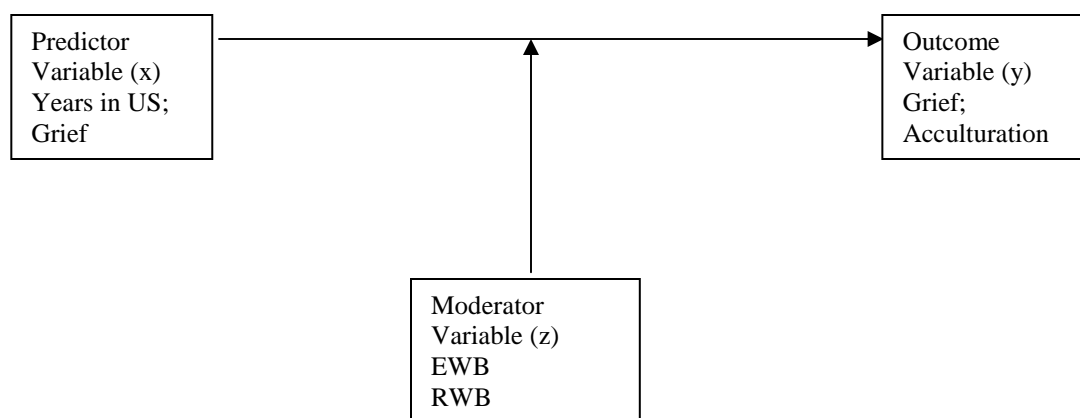 Predictor
Variable (x)
Years in US;
Grief
Outcome
Variable (y)
Grief;
Acculturation
Moderator
Variable (z)
EWB
RWB